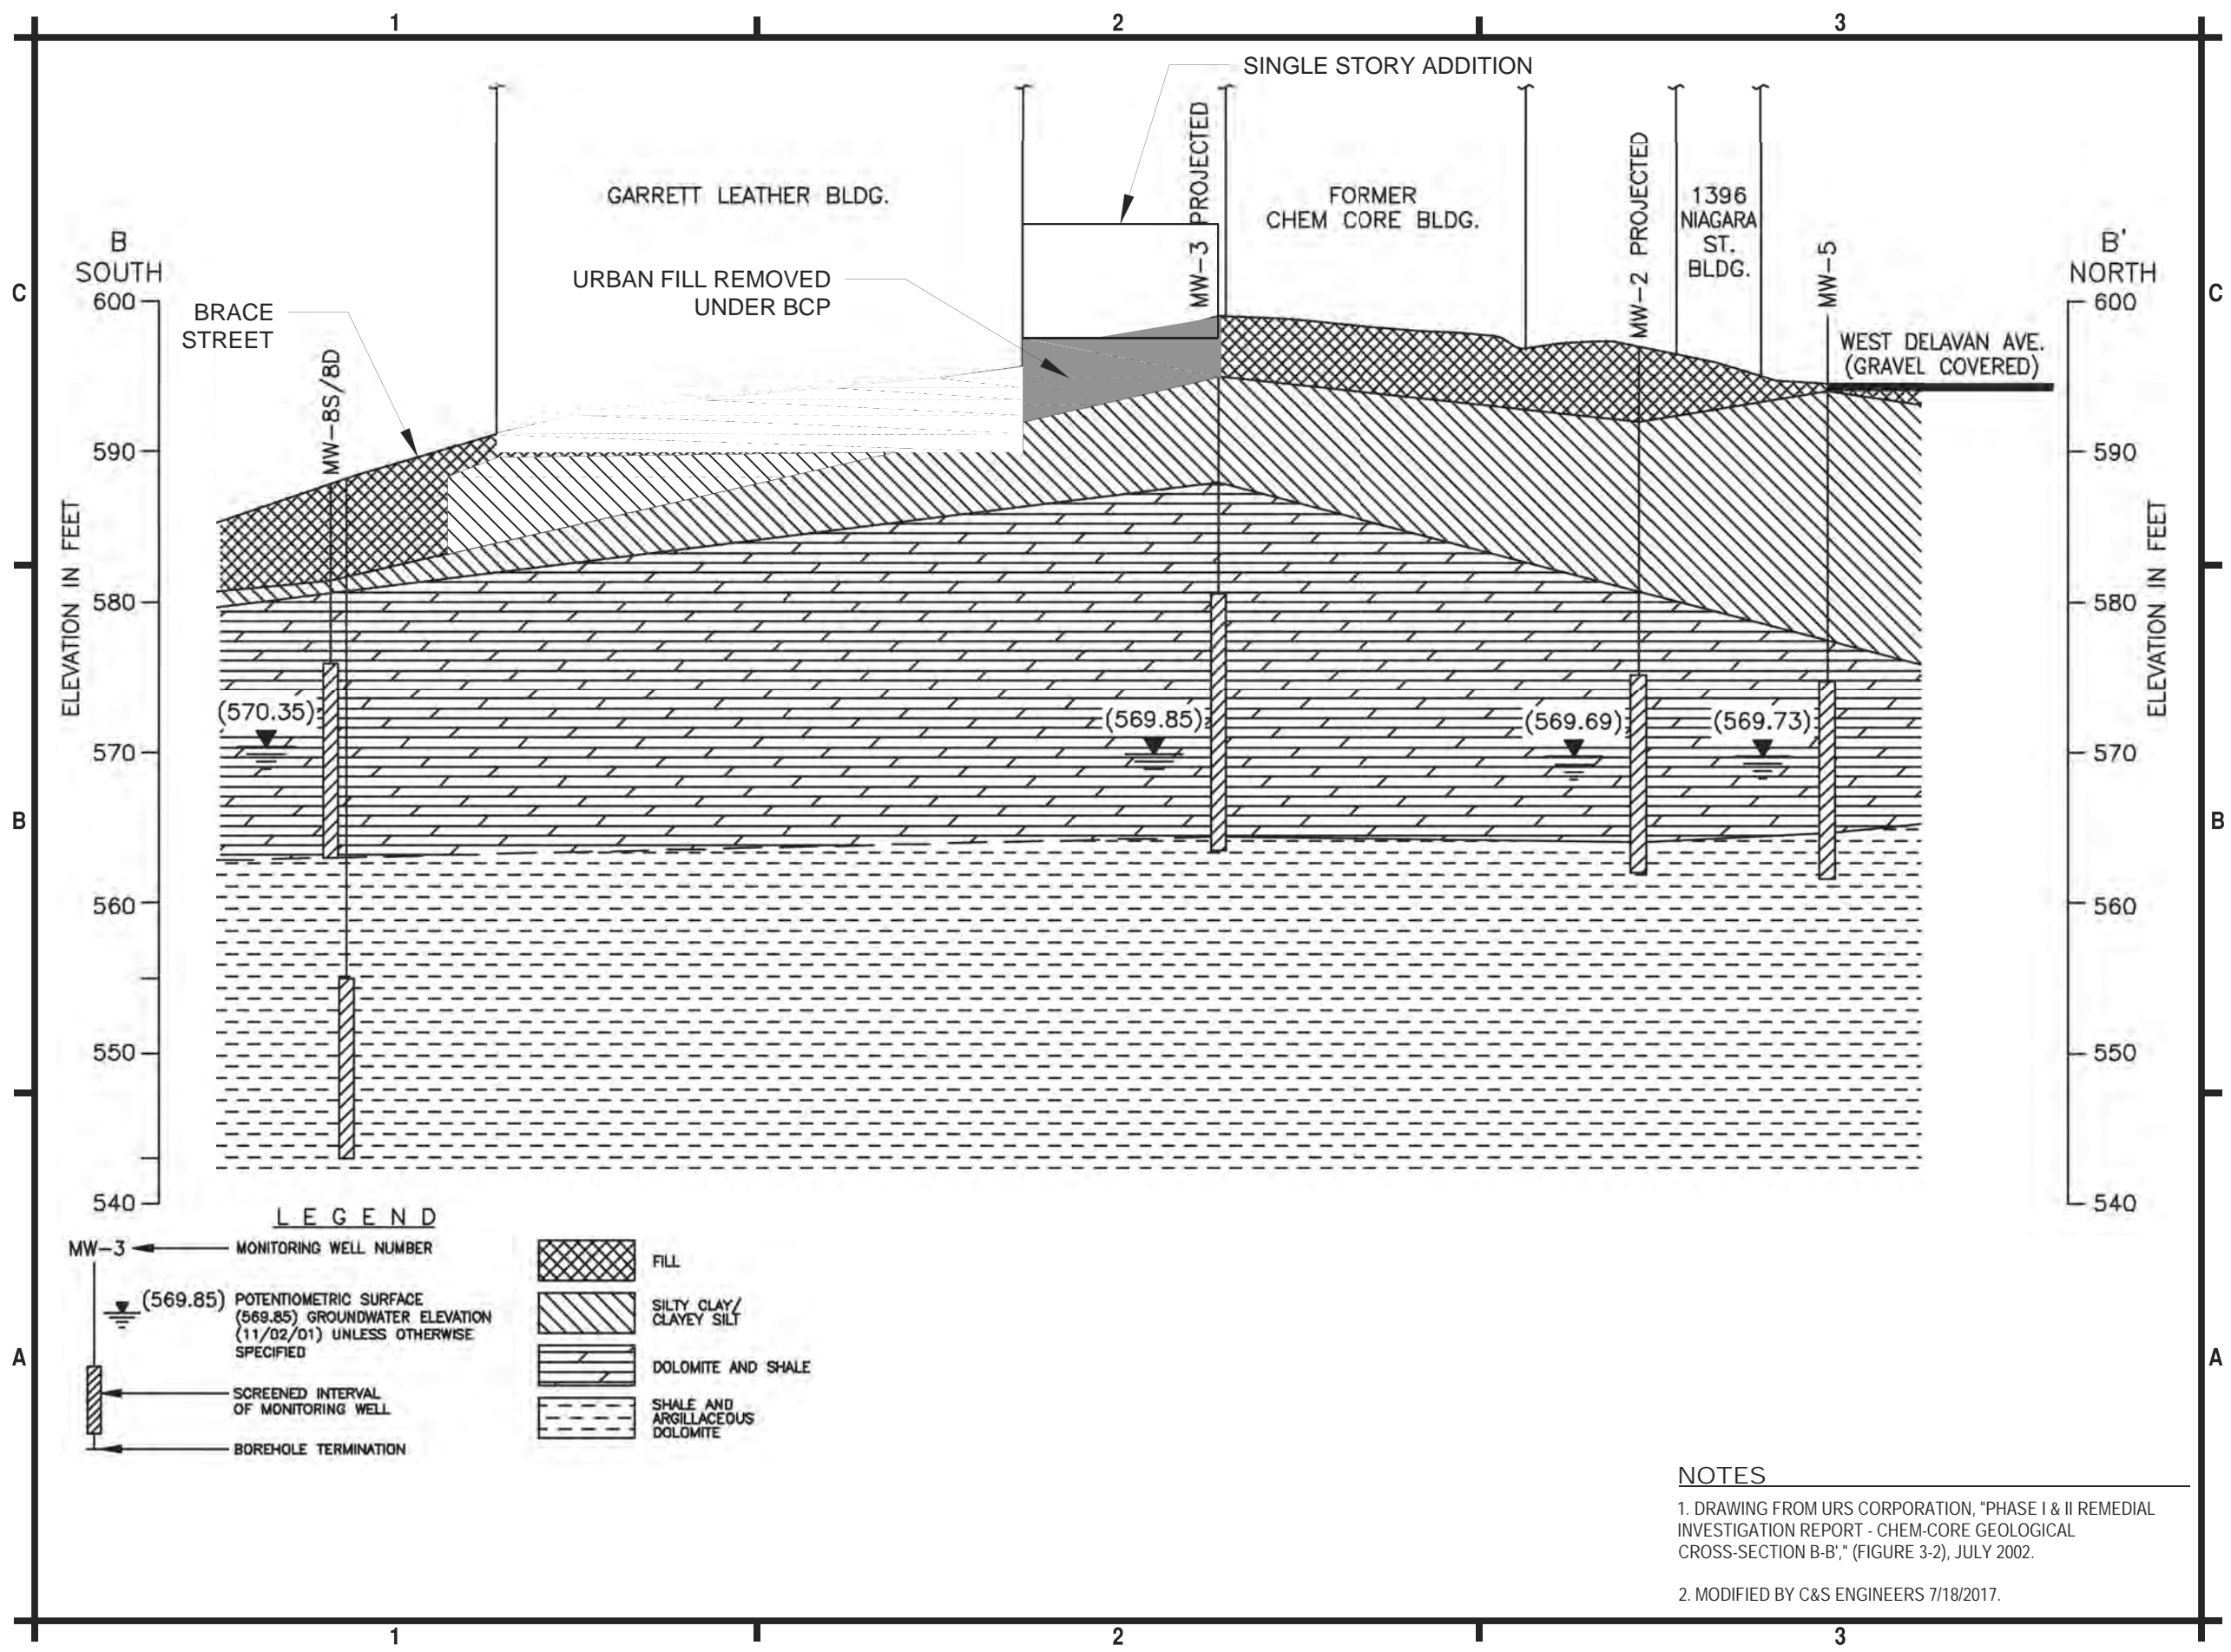 1
2
3
SINGLE STORY ADDITION
MW-3 PROJECTED
MW-2 PROJECTED
GARRETT LEATHER BLDG.
FORMER
CHEM CORE BLDG.
1396
NIAGARA
ST.
BLDG.
MW-5
B
SOUTH
B'
NORTH
URBAN FILL REMOVED
UNDER BCP
C
C
600
600
BRACE
STREET
WEST DELAVAN AVE.
(GRAVEL COVERED)
MW-8S/8D
590
590
ELEVATION IN FEET
ELEVATION IN FEET
580
580
(570.35)
(569.85)
(569.69)
(569.73)
570
570
B
B
560
560
550
550
540
540
LEGEND
MW-3
MONITORING WELL NUMBER
(569.85)
POTENTIOMETRIC SURFACE
(569.85) GROUNDWATER ELEVATION
(11/02/01) UNLESS OTHERWISE
SPECIFIED
SCREENED INTERVAL
OF MONITORING WELL
BOREHOLE TERMINATION
FILL
SILTY CLAY/
CLAYEY SILT
DOLOMITE AND SHALE
SHALE AND
ARGILLACEOUS
DOLOMITE
A
A
NOTES
1. DRAWING FROM URS CORPORATION, "PHASE I & II REMEDIAL
INVESTIGATION REPORT - CHEM-CORE GEOLOGICAL
CROSS-SECTION B-B'," (FIGURE 3-2), JULY 2002.
2. MODIFIED BY C&S ENGINEERS 7/18/2017.
1
2
3